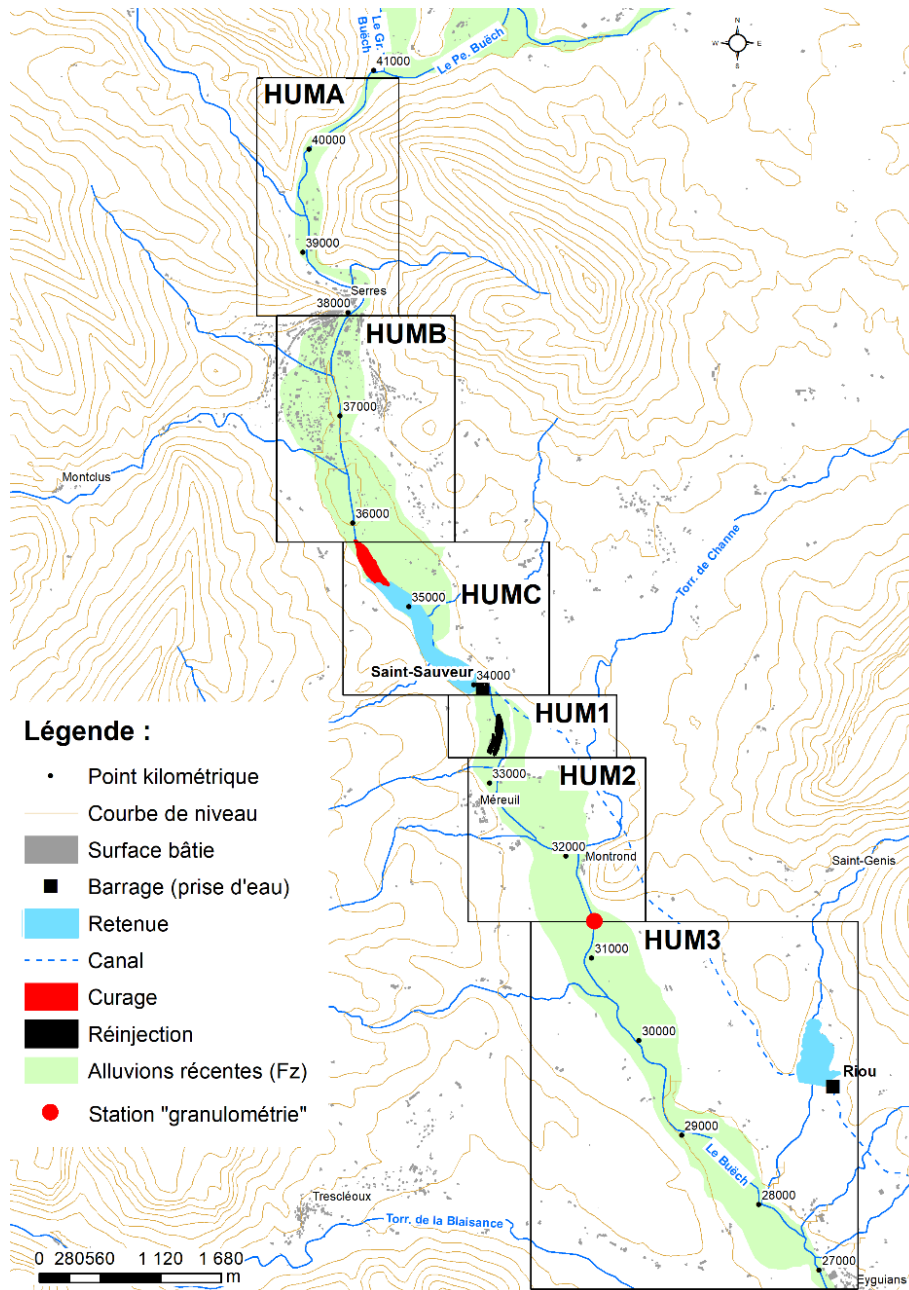 Le Gr.
Buëch
Le Pe. Buëch
N
W
E
S
41000
HUMA
40000
39000
Serres
38000
HUMB
37000
Montclus
36000
Torr. de Channe
HUMC
35000
Saint-Sauveur
34000
HUM1
HUM2
33000
Méreuil
32000
Montrond
Saint-Genis
HUM3
31000
30000
Riou
29000
Le Buëch
28000
Trescléoux
Torr. de la Blaisance
27000
Eyguians
Légende :
Point kilométrique
Courbe de niveau
Surface bâtie
Barrage (prise d'eau)
Retenue
Canal
Curage
Réinjection
Alluvions récentes (Fz)
Station "granulométrie"
0 280560 1 120 1 680
m